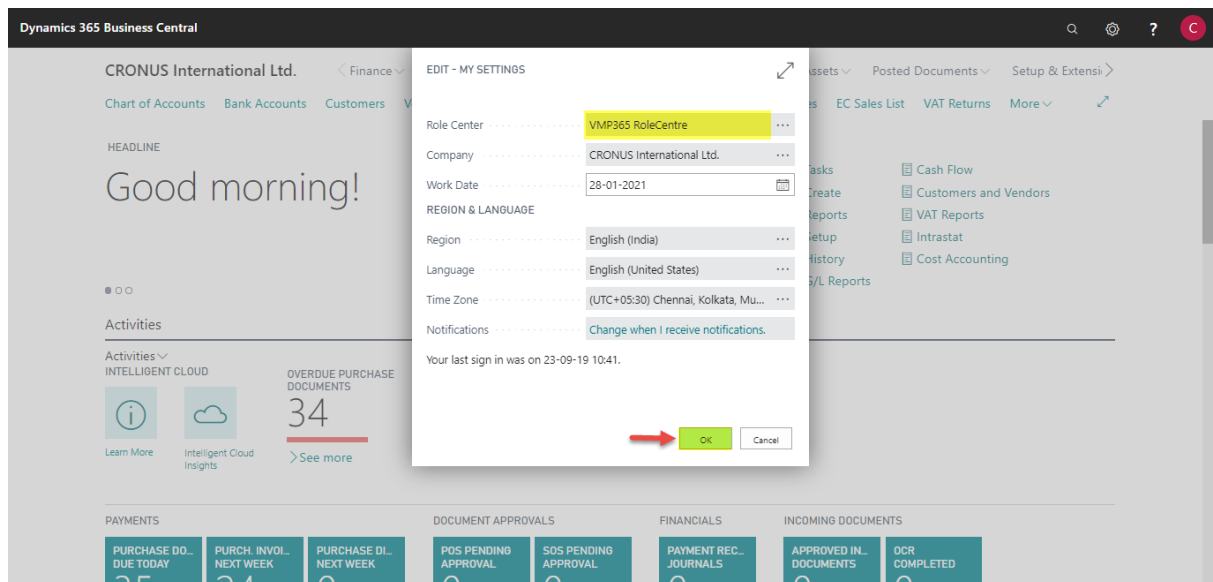 Dynamics 365 Business Central
?
C
CRONUS International Ltd.
Finance
Assets
Posted Documents
Setup &
Chart of Accounts
Bank Accounts
Customers
EC Sales List
VAT Returns
More
HEADLINE
Good morning!
EDIT - MY SETTINGS
Role Center
VMP365 RoleCentre
Company
CRONUS International Ltd.
Work Date
28-01-2021
REGION & LANGUAGE
Region
English (India)
Language
English (United States)
Time Zone
(UTC+05:30) Chennai, Kolkata, Mu...
Notifications
Change when I receive notifications.
Your last sign in was on 23-09-19 10:41.
OK
Cancel
Cash Flow
Customers and Vendors
VAT Reports
Intrastat
Cost Accounting
G/L Reports
Activities
Activities
INTELLIGENT CLOUD
Learn More
Intelligent Cloud
Insights
OVERDUE PURCHASE
DOCUMENTS
34
See more
PAYMENTS
DOCUMENT APPROVALS
FINANCIALS
INCOMING DOCUMENTS
PURCHASE DO...
DUE TODAY
PURCH. INVOI...
NEXT WEEK
PURCHASE DI...
NEXT WEEK
POS PENDING
APPROVAL
SOS PENDING
APPROVAL
PAYMENT REC...
JOURNALS
APPROVED IN...
DOCUMENTS
OCR
COMPLETED